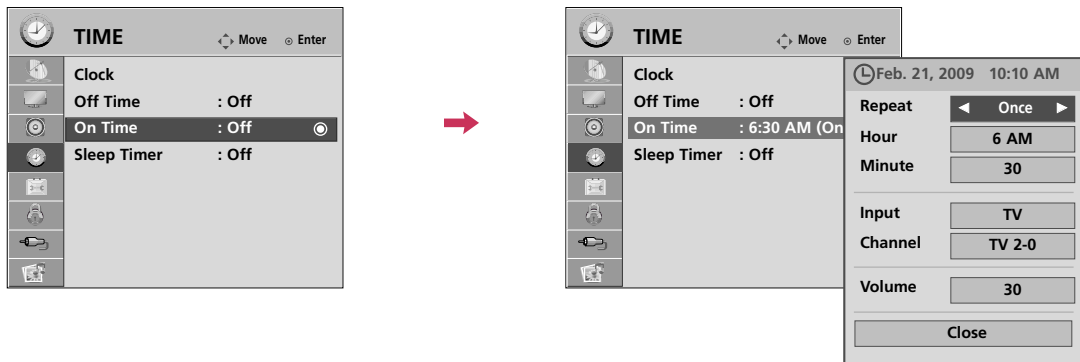 TIME Move Enter
Clock
Off Time : Off
On Time : Off
Sleep Timer : Off
TIME Move Enter
Clock
Off Time : Off
On Time : 6:30 AM (On
Sleep Timer : Off
Feb. 21, 2009 10:10 AM
Repeat ◀ Once ▶
Hour 6 AM
Minute 30
Input TV
Channel TV 2-0
Volume 30
Close